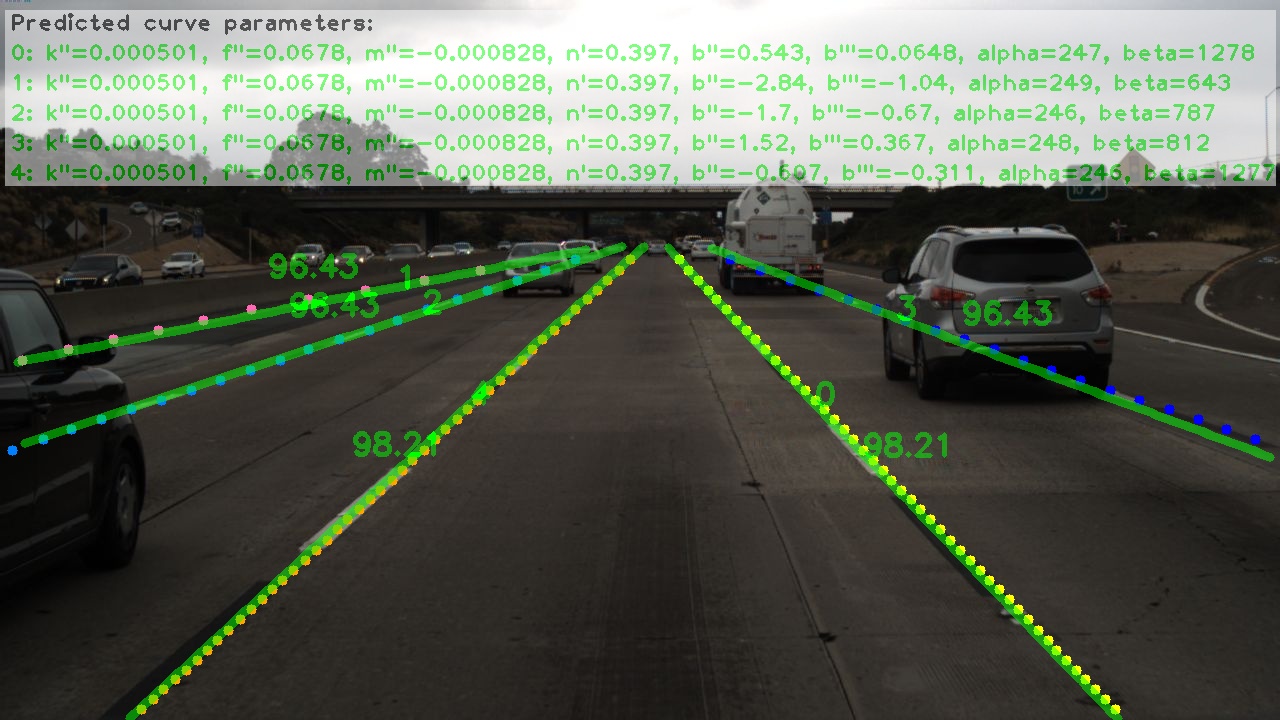 Predicted curve parameters:
0: k''=0.000501, f''=0.0678, m''=−0.000828, n'=0.397, b''=0.543, b'''=0.0648, alpha=247, beta=1278
1: k''=0.000501, f''=0.0678, m''=−0.000828, n'=0.397, b''=−2.84, b'''=−1.04, alpha=249, beta=643
2: k''=0.000501, f''=0.0678, m''=−0.000828, n'=0.397, b''=−1.7, b'''=−0.67, alpha=246, beta=787
3: k''=0.000501, f''=0.0678, m''=−0.000828, n'=0.397, b''=1.52, b'''=0.367, alpha=248, beta=812
4: k''=0.000501, f''=0.0678, m''=−0.000828, n'=0.397, b''=−0.607, b'''=−0.311, alpha=246, beta=1277
96.43 1
96.43 2
3 96.43
4 0
98.21 98.21